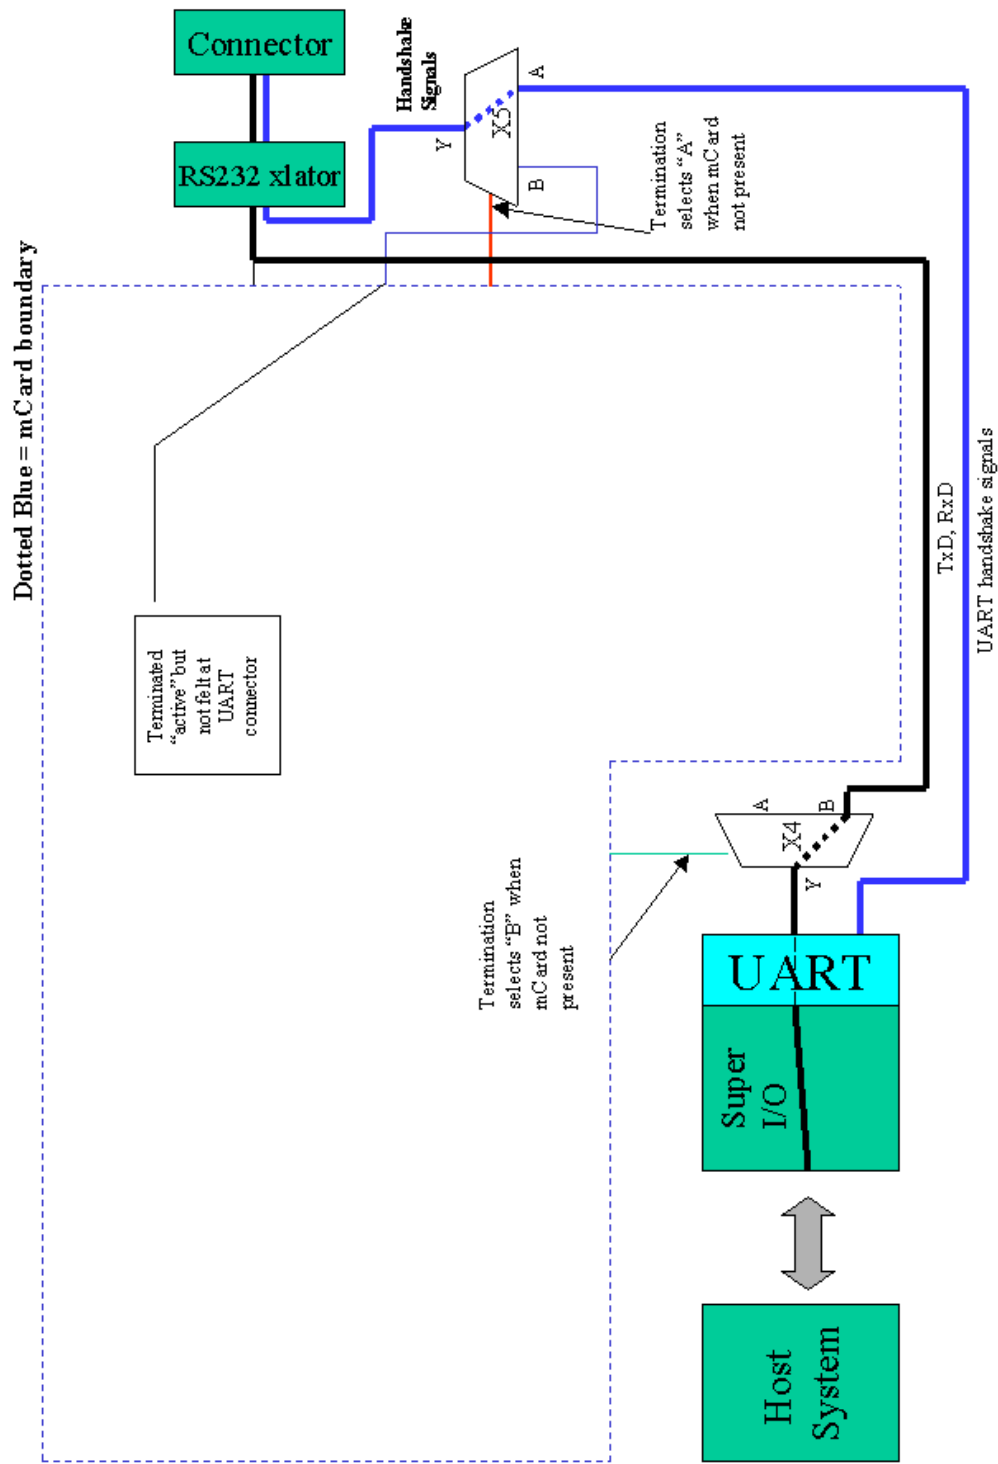 Connector
RS232 xlator
Handshake
Signals
Y
X5
A
B
Termination
selects “A”
when mCard
not present
Dotted Blue = mCard boundary
Terminated
“active” but
not felt at
UART
connector
TxD, RxD
UART handshake signals
A
B
X4
Y
Termination
selects “B” when
mCard not
present
UART
Super
I/O
Host
System